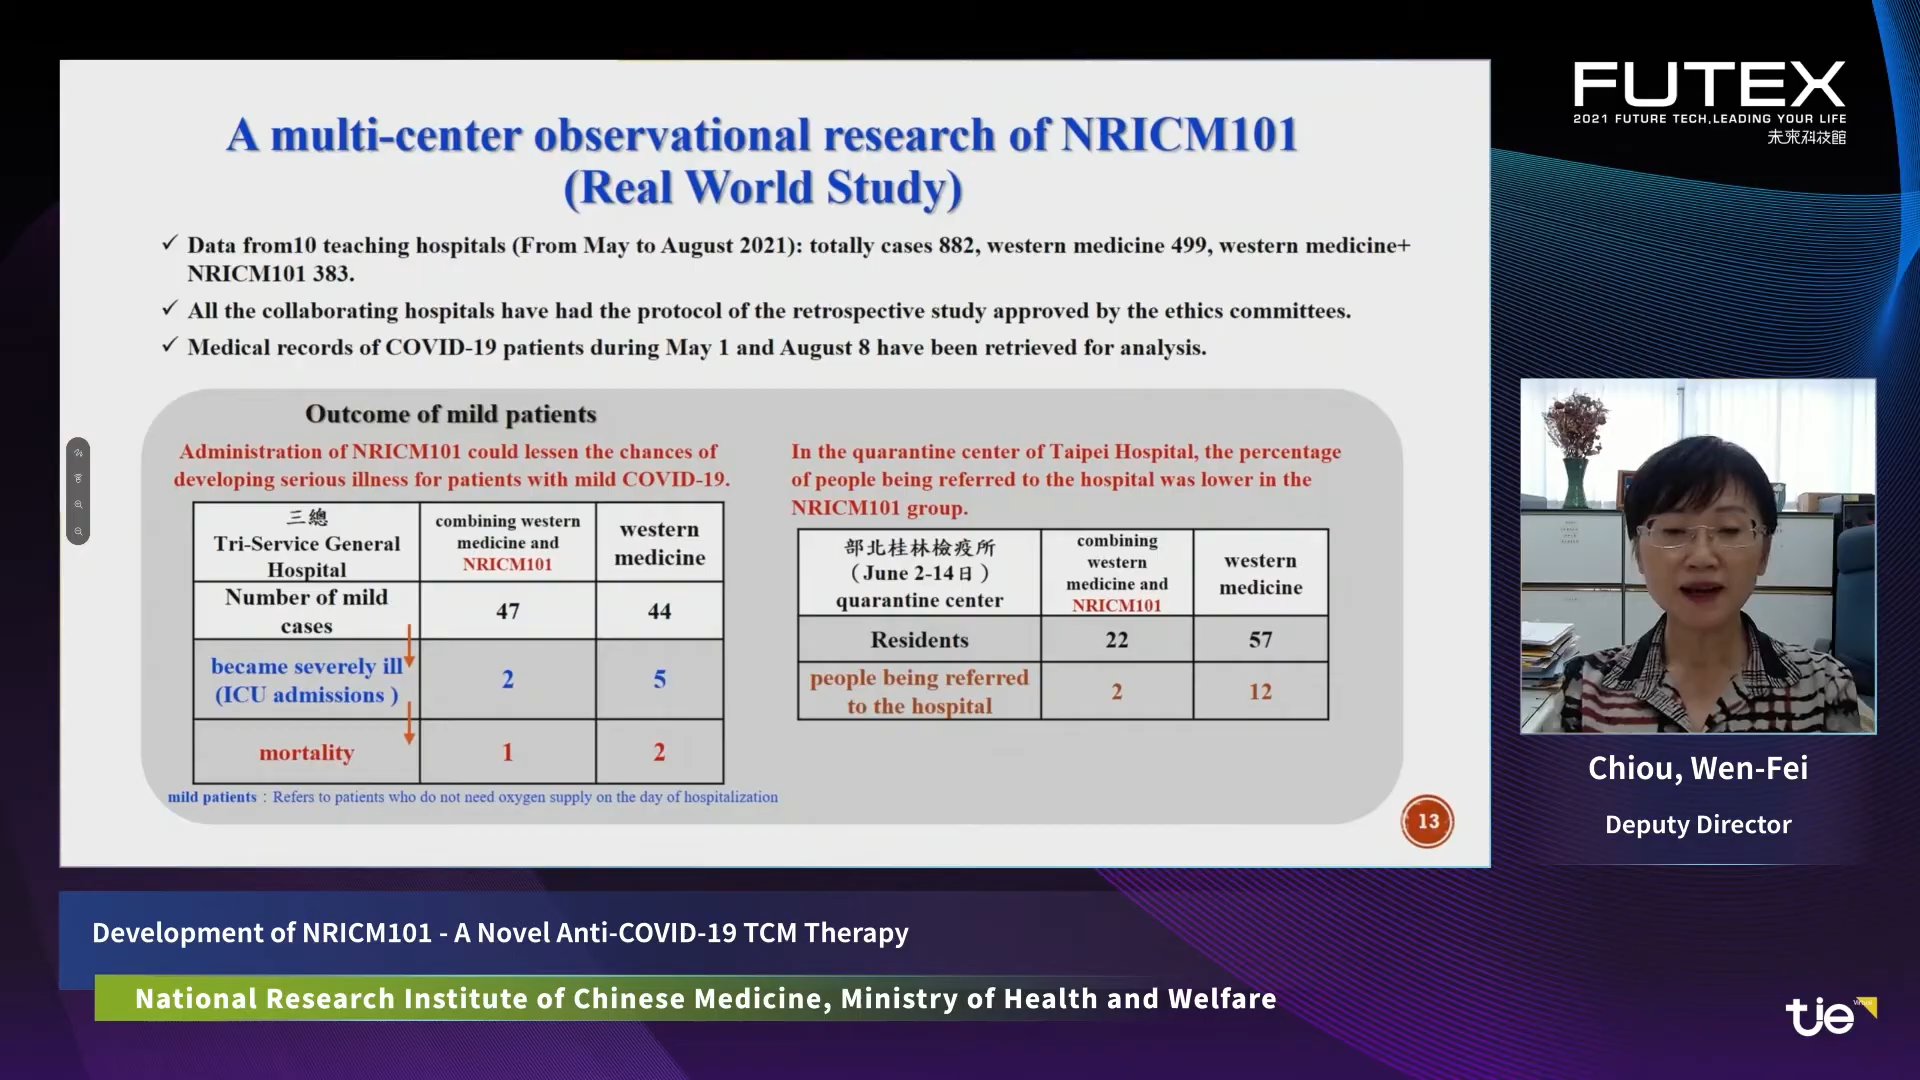 A multi-center observational research of NRICM101
(Real World Study)
✓ Data from10 teaching hospitals (From May to August 2021): totally cases 882, western medicine 499, western medicine+
NRICM101 383.
✓ All the collaborating hospitals have had the protocol of the retrospective study approved by the ethics committees.
✓ Medical records of COVID-19 patients during May 1 and August 8 have been retrieved for analysis.
Outcome of mild patients
Administration of NRICM101 could lessen the chances of
developing serious illness for patients with mild COVID-19.
三總
Tri-Service General
Hospital
combining western
medicine and
NRICM101
western
medicine
Number of mild
cases
47
44
became severely ill
(ICU admissions )
2
5
mortality
1
2
mild patients：Refers to patients who do not need oxygen supply on the day of hospitalization
In the quarantine center of Taipei Hospital, the percentage
of people being referred to the hospital was lower in the
NRICM101 group.
部北桂林檢疫所
（June 2-14日）
quarantine center
combining
western
medicine and
NRICM101
western
medicine
Residents
22
57
people being referred
to the hospital
2
12
13
FUTEX
2021 FUTURE TECH,LEADING YOUR LIFE
未來科技館
Chiou, Wen-Fei
Deputy Director
Development of NRICM101 - A Novel Anti-COVID-19 TCM Therapy
National Research Institute of Chinese Medicine, Ministry of Health and Welfare
tie
Virtual